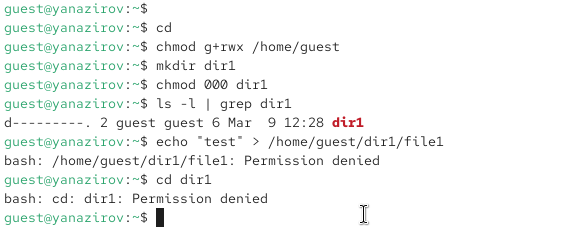 guest@yanazirov:~$
guest@yanazirov:~$ cd
guest@yanazirov:~$ chmod g+rwx /home/guest
guest@yanazirov:~$ mkdir dir1
guest@yanazirov:~$ chmod 000 dir1
guest@yanazirov:~$ ls -l | grep dir1
d---------. 2 guest guest 6 Mar  9 12:28 dir1
guest@yanazirov:~$ echo "test" > /home/guest/dir1/file1
bash: /home/guest/dir1/file1: Permission denied
guest@yanazirov:~$ cd dir1
bash: cd: dir1: Permission denied
guest@yanazirov:~$